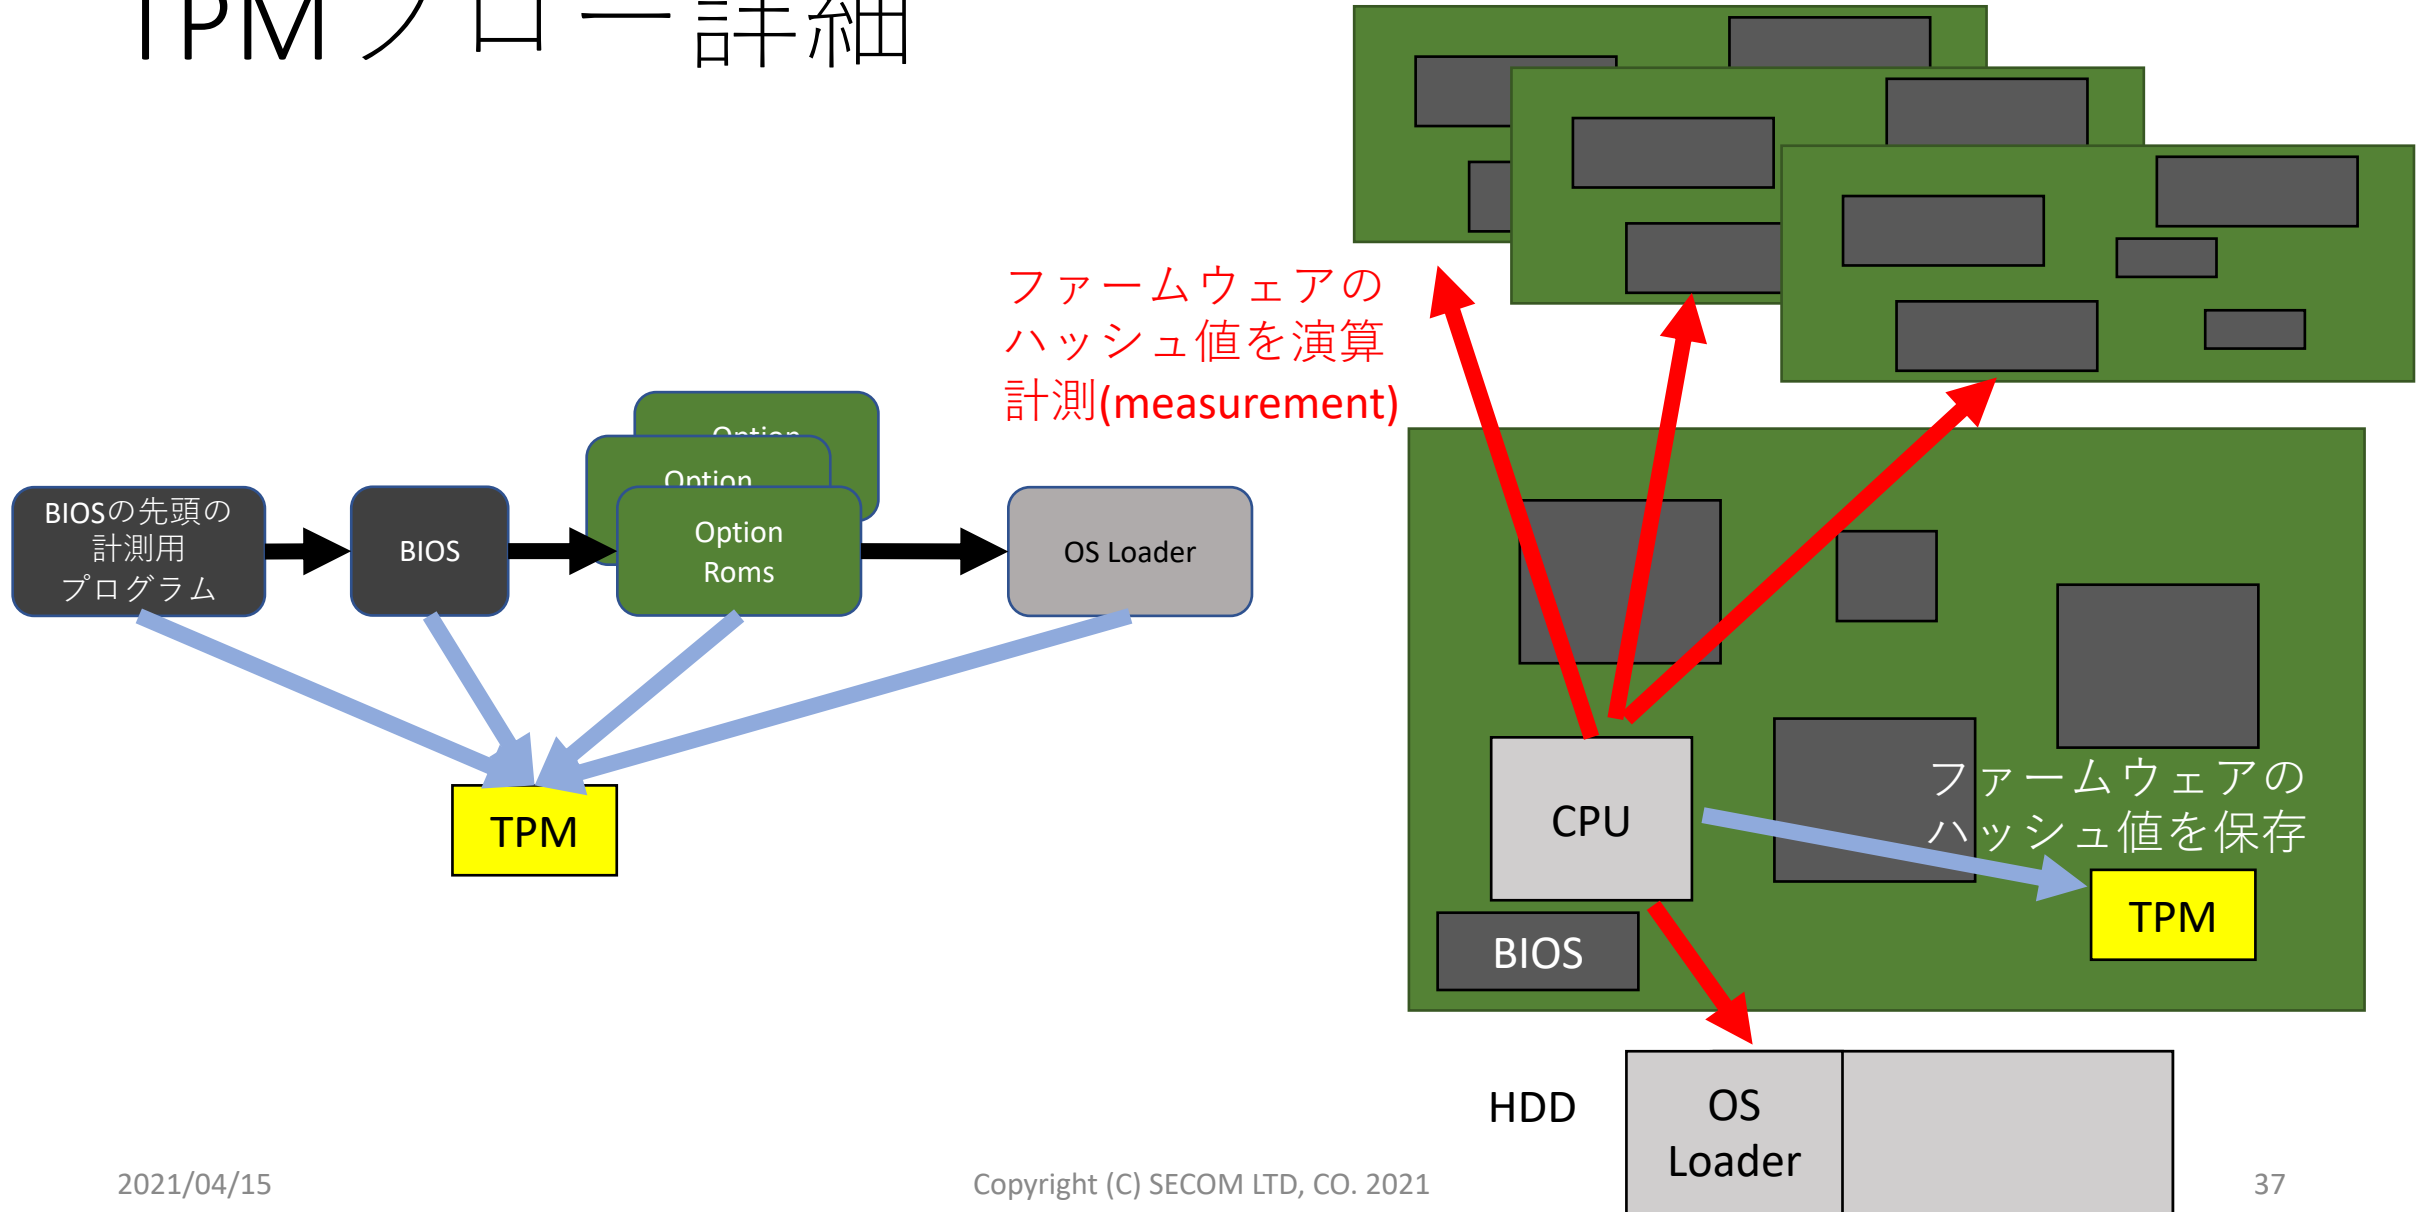 TPMフロー詳細
ファームウェアの
ハッシュ値を演算
計測(measurement)
BIOSの先頭の
計測用
プログラム
BIOS
Option
Option
Option
Roms
OS Loader
TPM
CPU
BIOS
ファームウェアの
ハッシュ値を保存
TPM
HDD
OS
Loader
2021/04/15
Copyright (C) SECOM LTD, CO. 2021
37